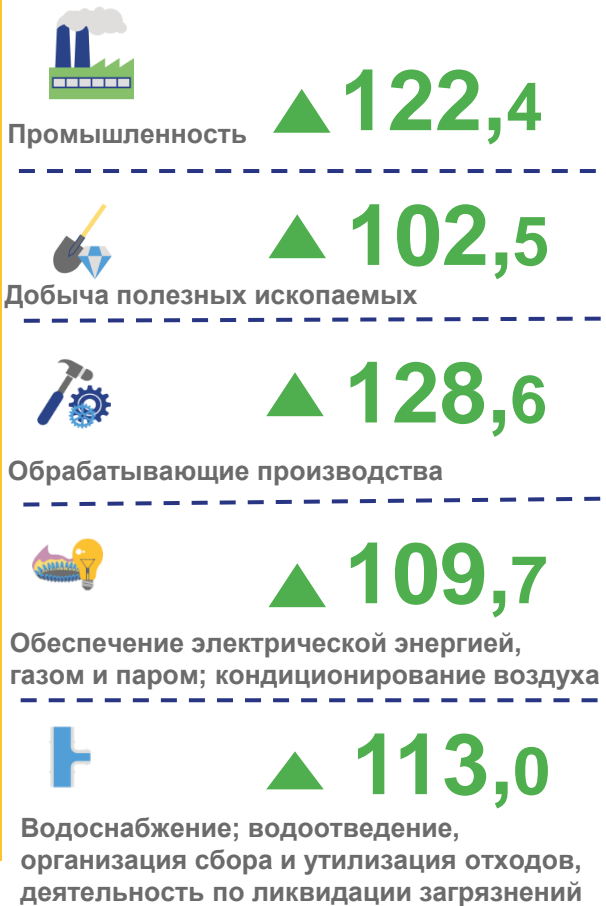 122,4
Промышленность
102,5
Добыча полезных ископаемых
128,6
Обрабатывающие производства
109,7
Обеспечение электрической энергией,
газом и паром; кондиционирование воздуха
113,0
Водоснабжение; водоотведение,
организация сбора и утилизация отходов,
деятельность по ликвидации загрязнений